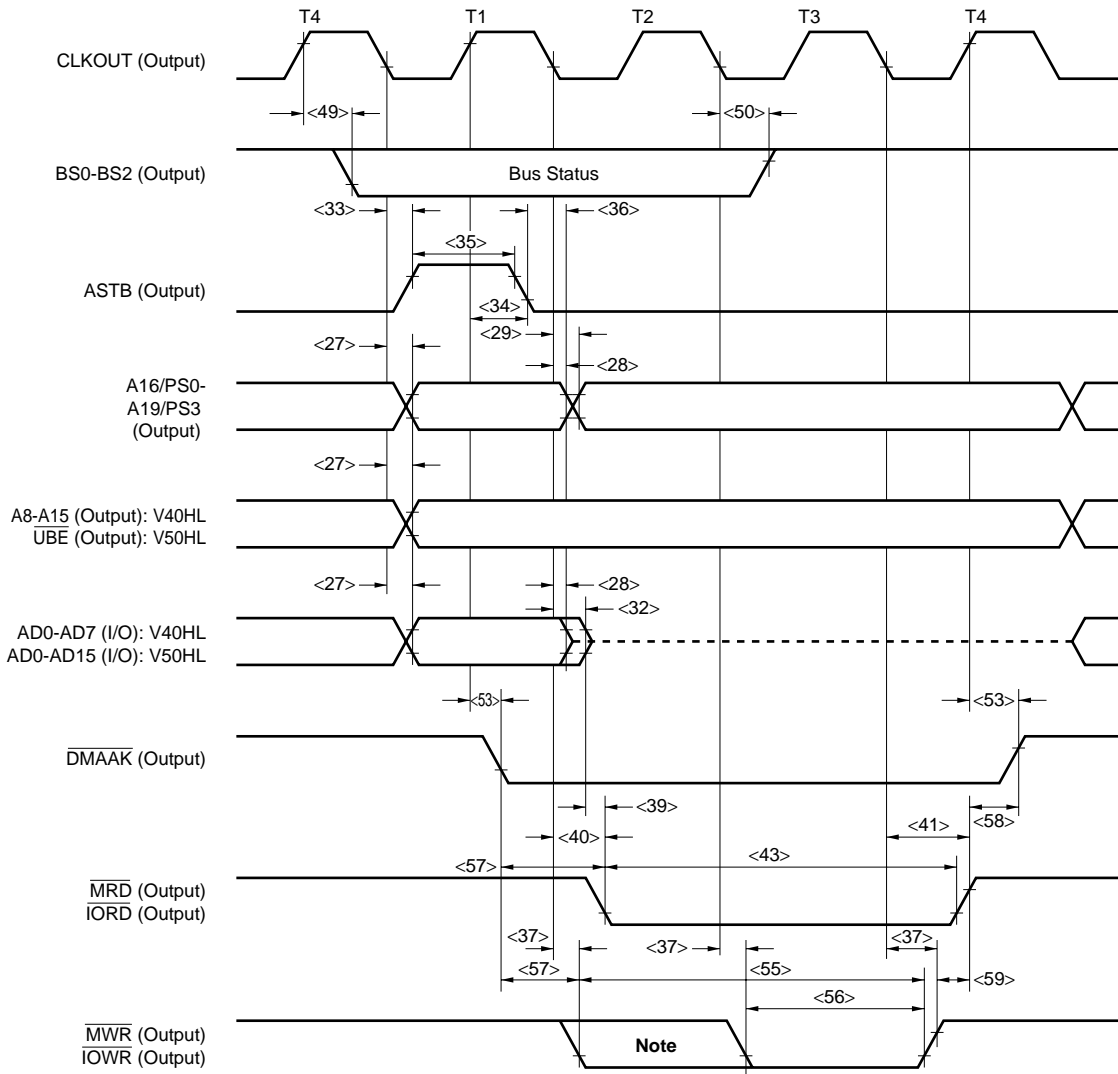 T4 T1 T2 T3 T4
CLKOUT (Output)
<49> <50>
BS0-BS2 (Output) Bus Status
<33> <36>
<35>
ASTB (Output)
<34>
<29>
<27>
<28>
A16/PS0-
A19/PS3
(Output)
<27>
A8-A15 (Output): V40HL
UBE (Output): V50HL
<27> <28>
<32>
AD0-AD7 (I/O): V40HL
AD0-AD15 (I/O): V50HL
<53> <53>
DMAAK (Output)
<39>
<58>
<40> <41>
<57> <43>
MRD (Output)
IORD (Output)
<37> <37> <37>
<57> <55> <59>
<56>
MWR (Output)
IOWR (Output)
Note